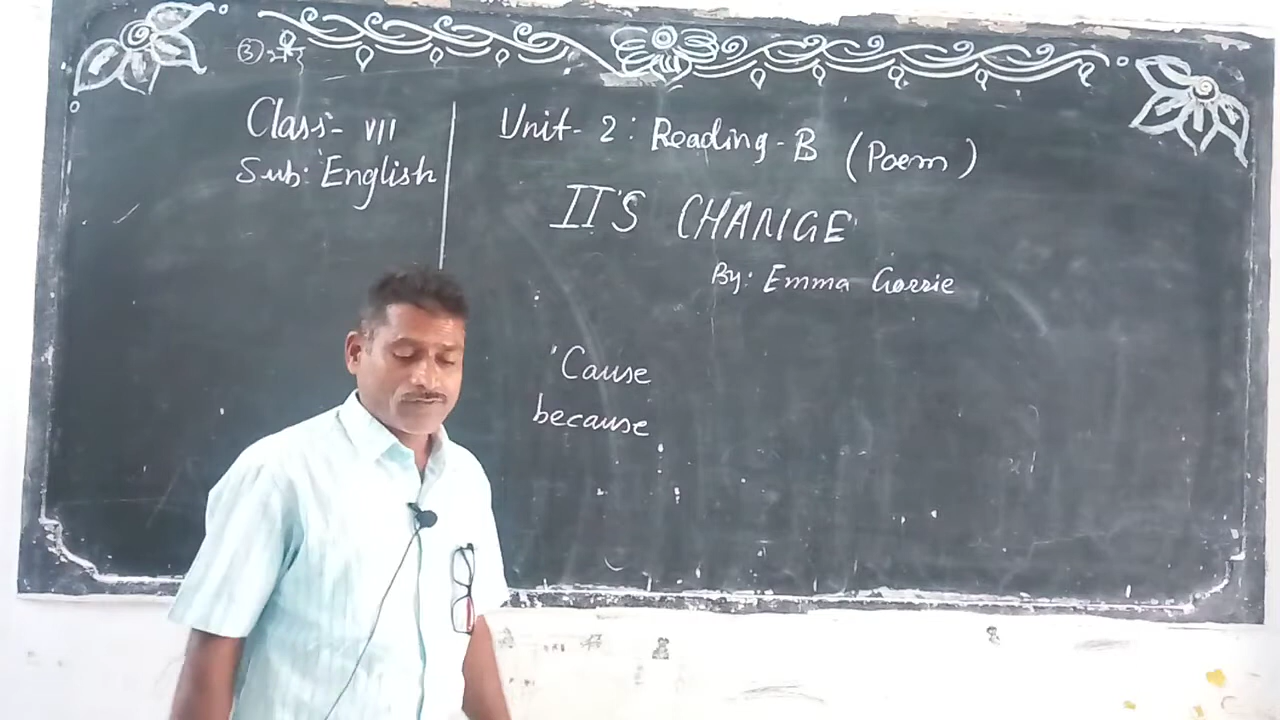 Class - VII
Sub: English
Unit - 2 : Reading - B (Poem)
IT'S CHANGE
By: Emma Gorrie
'Cause
because